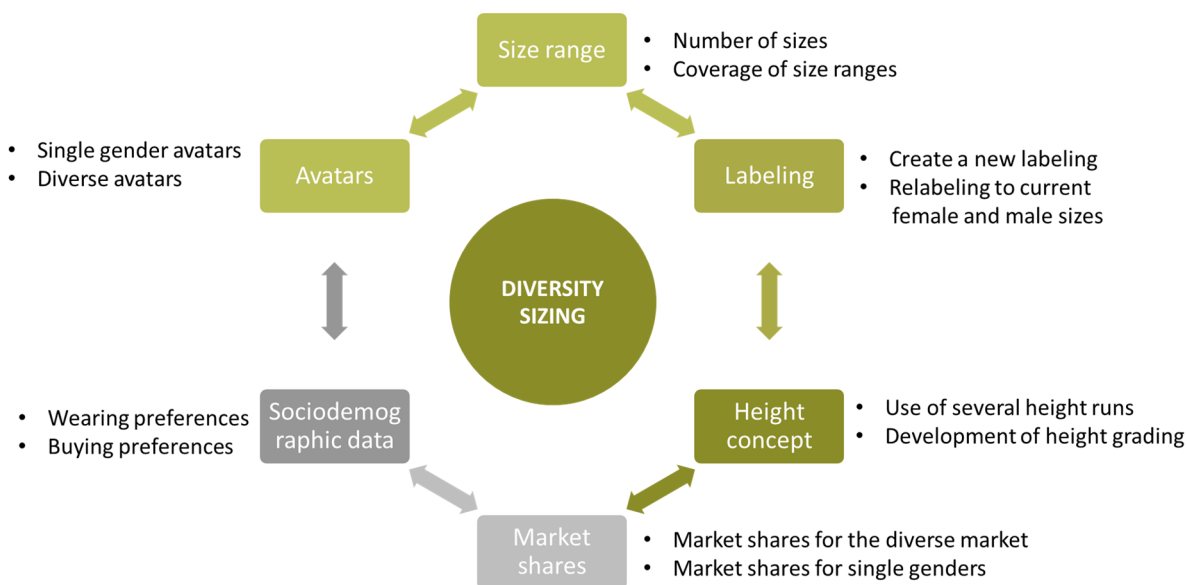 Size range
• Number of sizes
• Coverage of size ranges
• Single gender avatars
• Diverse avatars
Avatars
Labeling
• Create a new labeling
• Relabeling to current
female and male sizes
DIVERSITY
SIZING
• Wearing preferences
• Buying preferences
Sociodemog
raphic data
Height
concept
• Use of several height runs
• Development of height grading
Market
shares
• Market shares for the diverse market
• Market shares for single genders